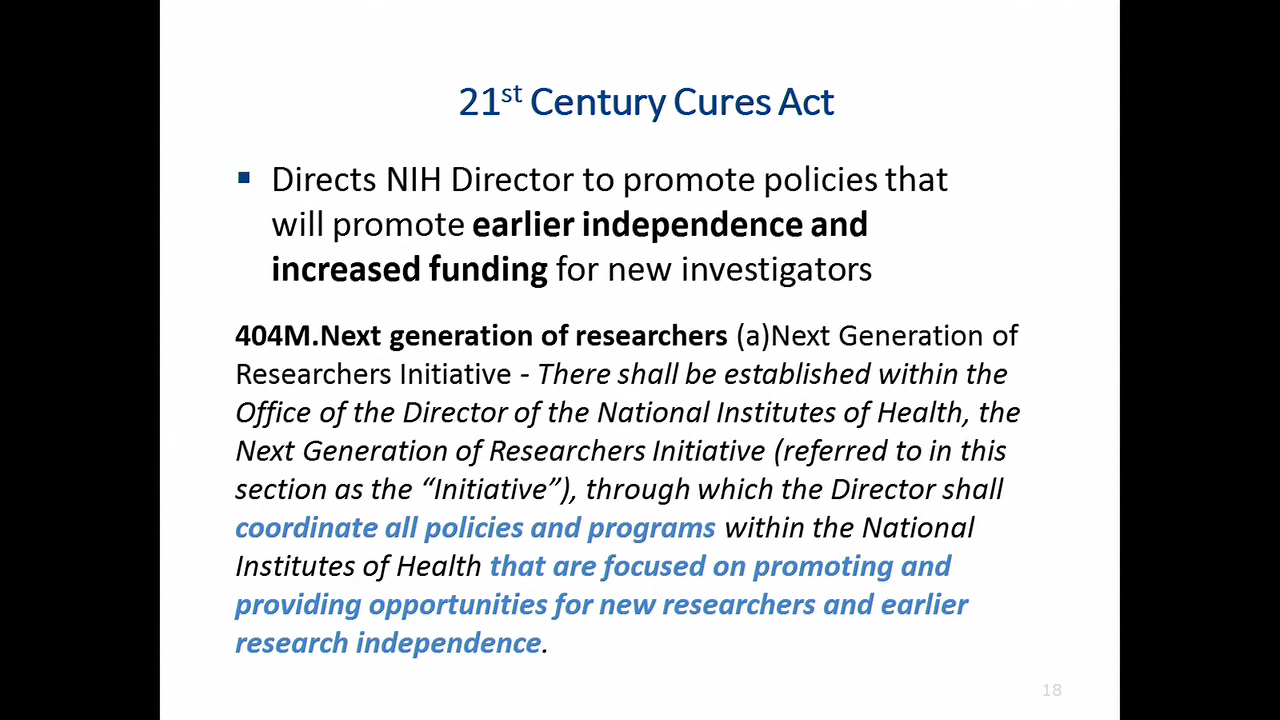 21st Century Cures Act
▪ Directs NIH Director to promote policies that
will promote earlier independence and
increased funding for new investigators
404M.Next generation of researchers (a)Next Generation of
Researchers Initiative - There shall be established within the
Office of the Director of the National Institutes of Health, the
Next Generation of Researchers Initiative (referred to in this
section as the “Initiative”), through which the Director shall
coordinate all policies and programs within the National
Institutes of Health that are focused on promoting and
providing opportunities for new researchers and earlier
research independence.
18